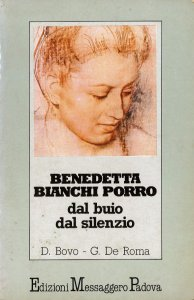 BENEDETTA
BIANCHI PORRO
dal buio
dal silenzio
D. Bovo - G. De Roma
Edizioni Messaggero Padova